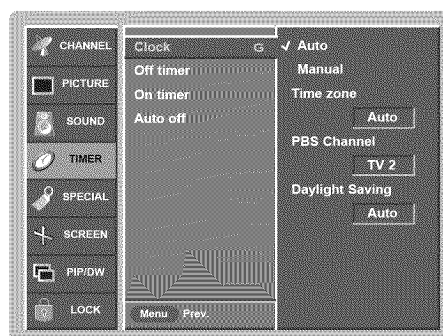 CHANNEL
PICTURE
SOUND
TIMER
SPECIAL
SCREEN
PIP/DW
LOCK
Clock G
Off timer
On timer
Auto off
Menu Prev.
✓ Auto
Manual
Time zone
Auto
PBS Channel
TV 2
Daylight Saving
Auto